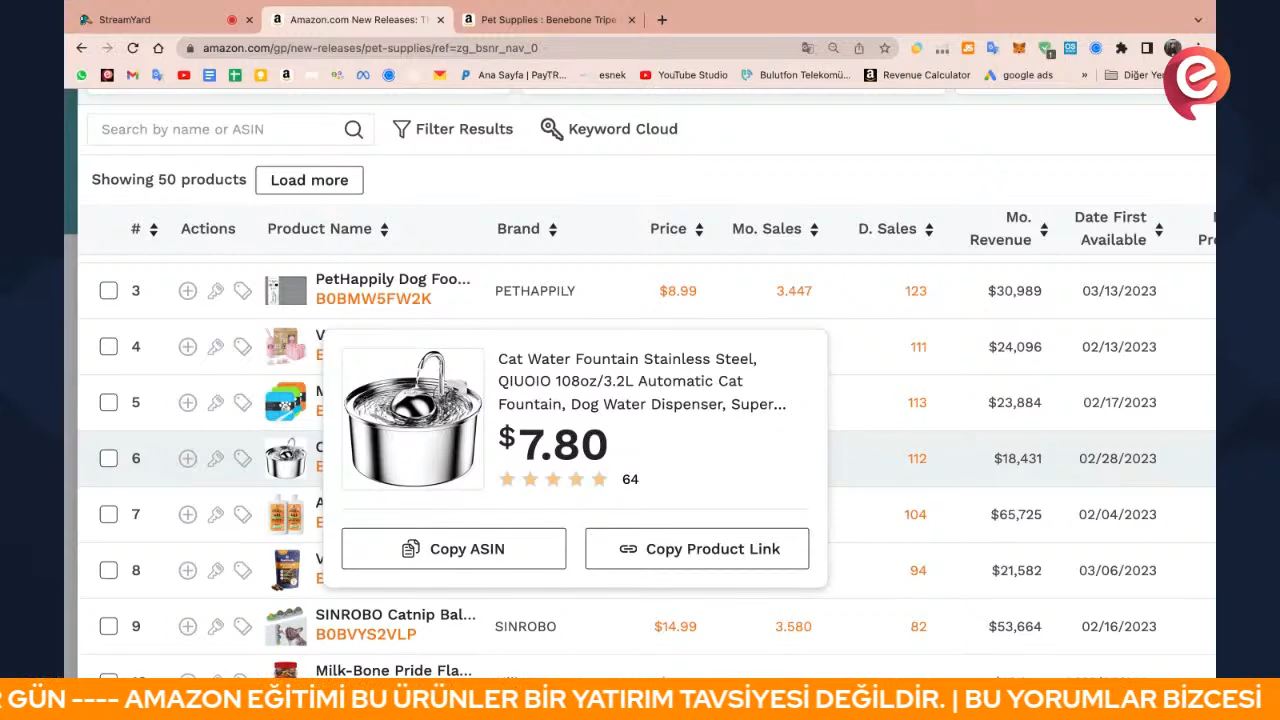 StreamYard
a Amazon.com New Releases: Th
a Pet Supplies : Benebone Tripe
amazon.com/gp/new-releases/pet-supplies/ref=zg_bsnr_nav_0
Ana Sayfa | PayTR...
esnek
YouTube Studio
Bulutfon Telekomü...
a Revenue Calculator
google ads
»
Diğer Ye
e
Search by name or ASIN
Filter Results
Keyword Cloud
Showing 50 products
Load more
# Actions Product Name Brand Price Mo. Sales D. Sales Mo. Revenue Date First Available
3 PetHappily Dog Foo... PETHAPPILY $8.99 3.447 123 $30,989 03/13/2023
B0BMW5FW2K
4 111 $24,096 02/13/2023
5 113 $23,884 02/17/2023
6 112 $18,431 02/28/2023
7 104 $65,725 02/04/2023
8 94 $21,582 03/06/2023
Cat Water Fountain Stainless Steel,
QIUOIO 108oz/3.2L Automatic Cat
Fountain, Dog Water Dispenser, Super...
$7.80
64
Copy ASIN
Copy Product Link
9 SINROBO Catnip Bal... SINROBO $14.99 3.580 82 $53,664 02/16/2023
B0BVYS2VLP
Milk-Bone Pride Fla...
R GÜN ---- AMAZON EĞİTİMİ BU ÜRÜNLER BİR YATIRIM TAVSİYESİ DEĞİLDİR. | BU YORUMLAR BİZCESİ